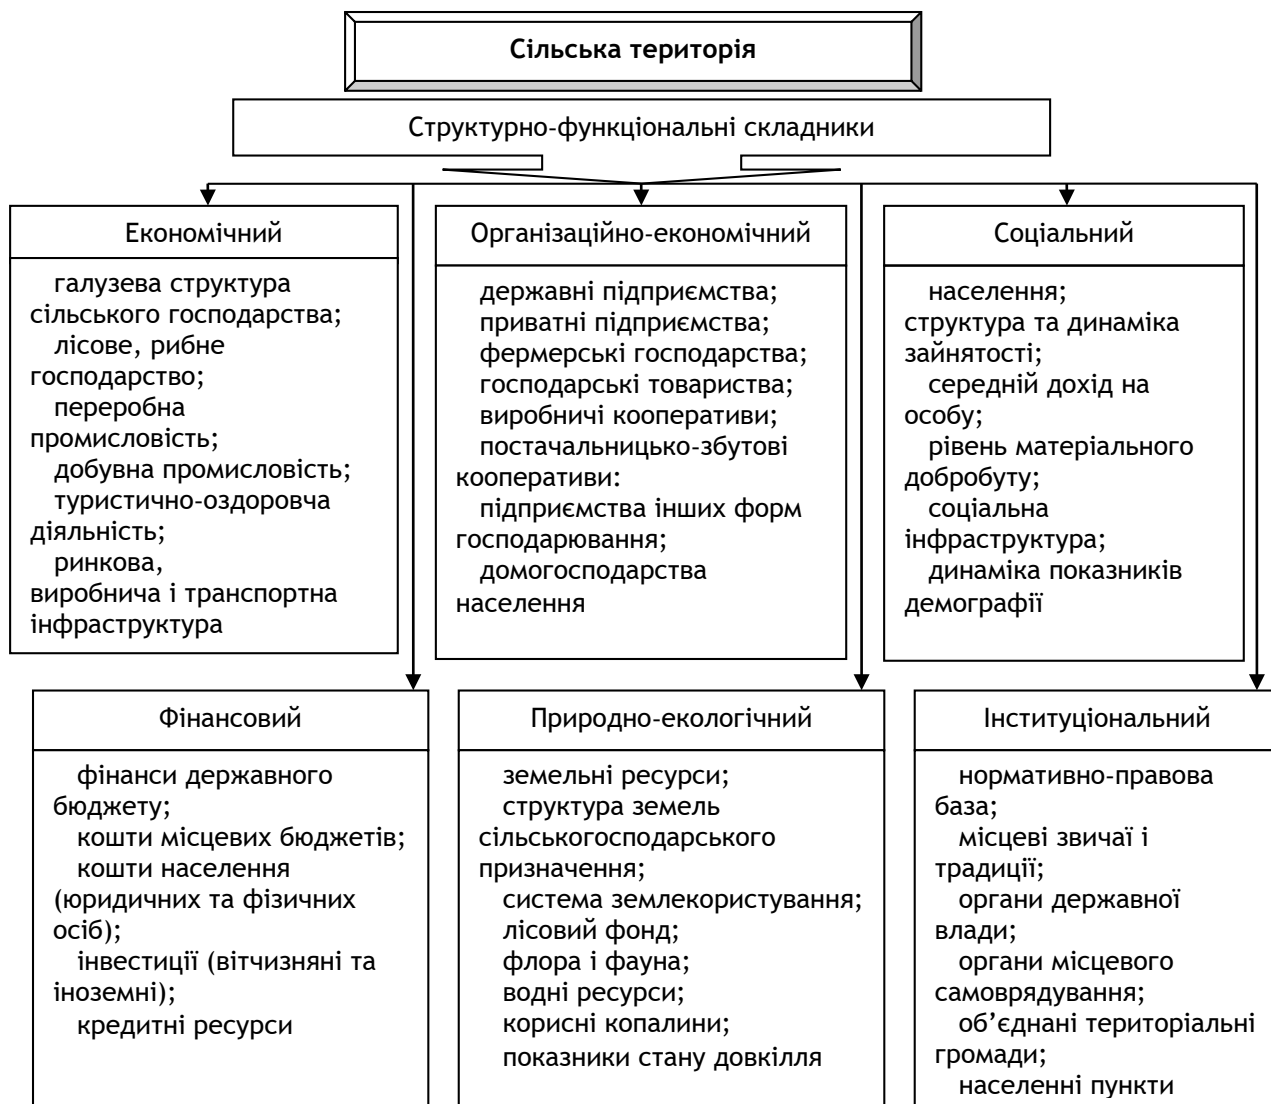 Сільська територія
Структурно-функціональні складники
Економічний
галузева структура
сільського господарства;
лісове, рибне
господарство;
переробна
промисловість;
добувна промисловість;
туристично-оздоровча
діяльність;
ринкова,
виробнича і транспортна
інфраструктура
Організаційно-економічний
державні підприємства;
приватні підприємства;
фермерські господарства;
господарські товариства;
виробничі кооперативи;
постачальницько-збутові
кооперативи:
підприємства інших форм
господарювання;
домогосподарства
населення
Соціальний
населення;
структура та динаміка
зайнятості;
середній дохід на
особу;
рівень матеріального
добробуту;
соціальна
інфраструктура;
динаміка показників
демографії
Фінансовий
фінанси державного
бюджету;
кошти місцевих бюджетів;
кошти населення
(юридичних та фізичних
осіб);
інвестиції (вітчизняні та
іноземні);
кредитні ресурси
Природно-екологічний
земельні ресурси;
структура земель
сільськогосподарського
призначення;
система землекористування;
лісовий фонд;
флора і фауна;
водні ресурси;
корисні копалини;
показники стану довкілля
Інституціональний
нормативно-правова
база;
місцеві звичаї і
традиції;
органи державної
влади;
органи місцевого
самоврядування;
об’єднані територіальні
громади;
населенні пункти